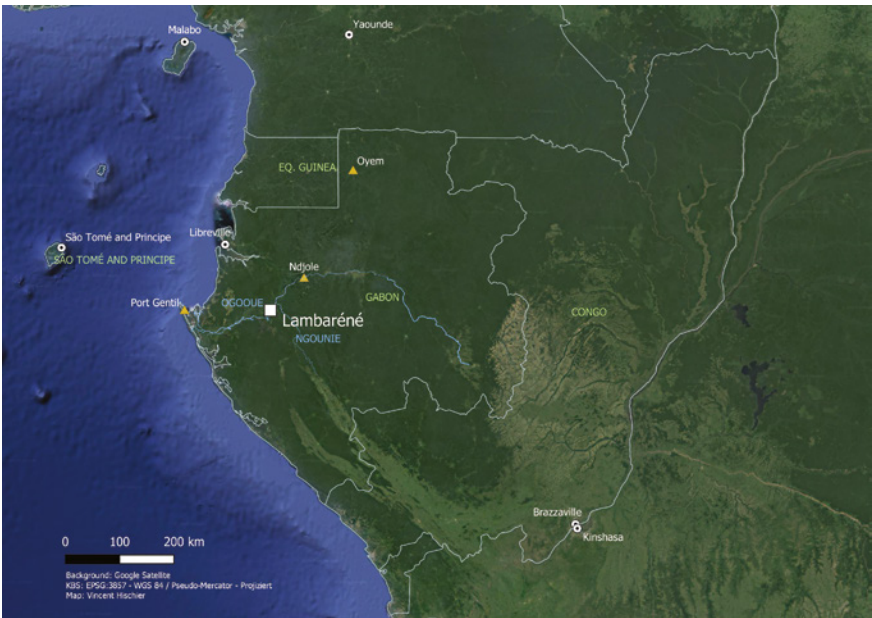 Yaounde
Malabo
Oyem
EQ. GUINEA
Libreville
São Tomé and Principe
SÃO TOMÉ AND PRINCIPE
Ndjole
Port Gentil
OGOOUE
GABON
CONGO
Lambaréné
NGOUNIE
Brazzaville
Kinshasa
0 100 200 km
Background: Google Satellite
KBS: EPSG:3857 - WGS 84 / Pseudo-Mercator - Projiziert
Map: Vincent Hischier